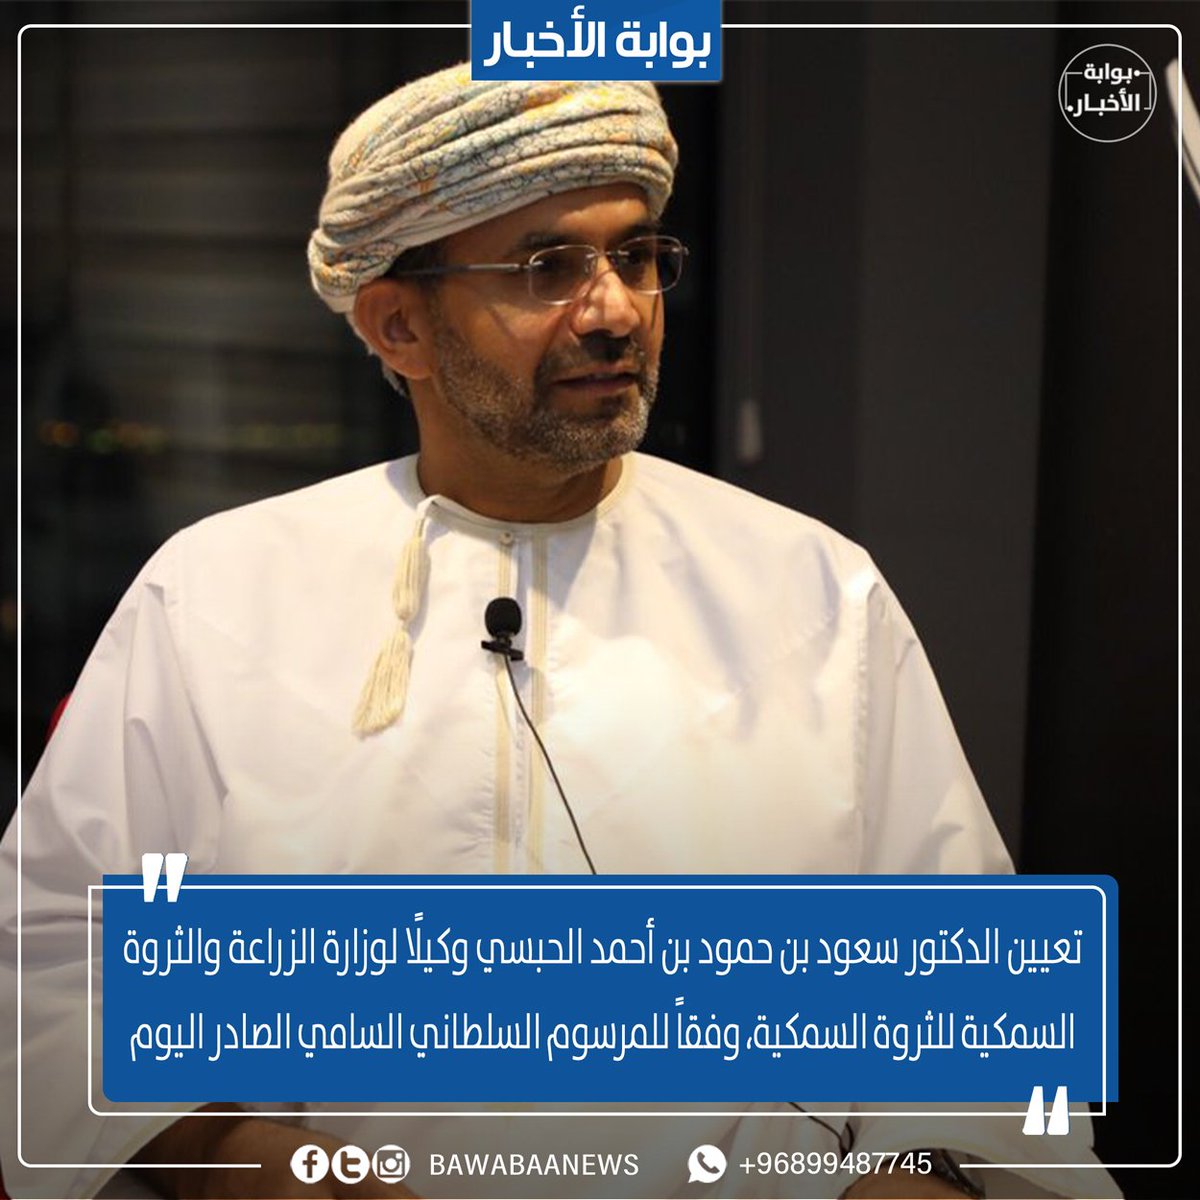 بوابة الأخبار
بوابة
الأخبار
تعيين الدكتور سعود بن حمود بن أحمد الحبسي وكيلًا لوزارة الزراعة والثروة
السمكية للثروة السمكية، وفقاً للمرسوم السلطاني السامي الصادر اليوم
BAWABAANEWS
+96899487745